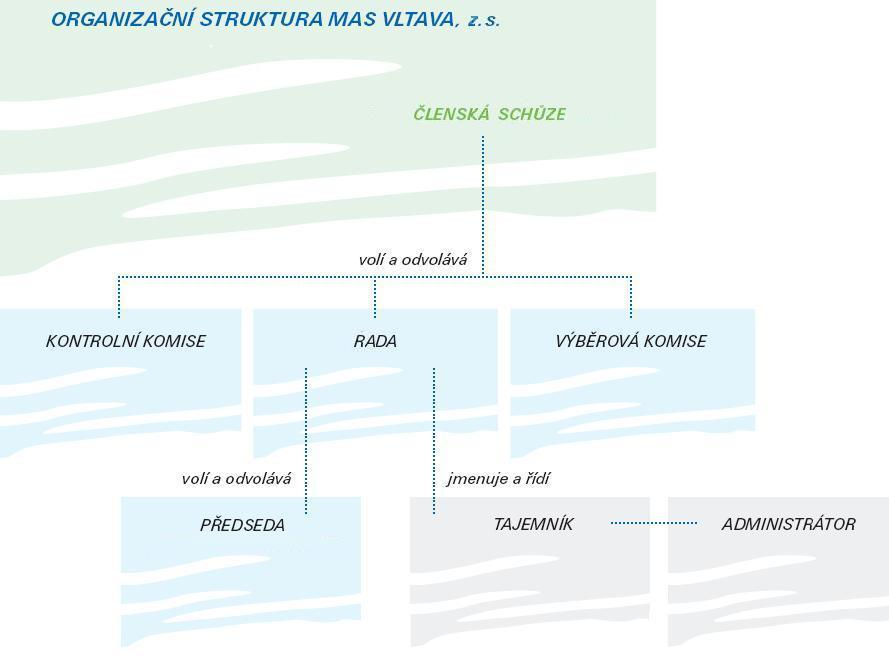 ORGANIZAČNÍ STRUKTURA MAS VLTAVA, z.s.
ČLENSKÁ SCHŮZE
volí a odvolává
KONTROLNÍ KOMISE
RADA
VÝBĚROVÁ KOMISE
volí a odvolává
jmenuje a řídí
PŘEDSEDA
TAJEMNÍK
ADMINISTRÁTOR